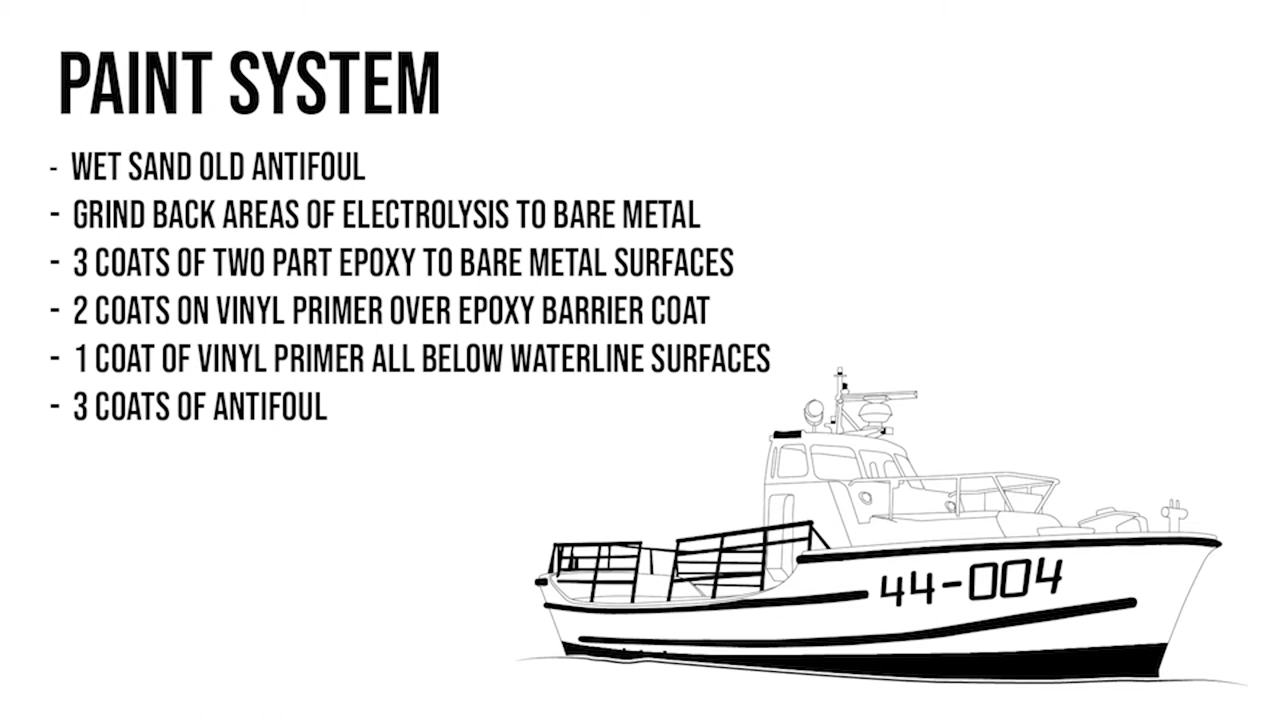 PAINT SYSTEM
- WET SAND OLD ANTIFOUL
- GRIND BACK AREAS OF ELECTROLYSIS TO BARE METAL
- 3 COATS OF TWO PART EPOXY TO BARE METAL SURFACES
- 2 COATS ON VINYL PRIMER OVER EPOXY BARRIER COAT
- 1 COAT OF VINYL PRIMER ALL BELOW WATERLINE SURFACES
- 3 COATS OF ANTIFOUL
44-004